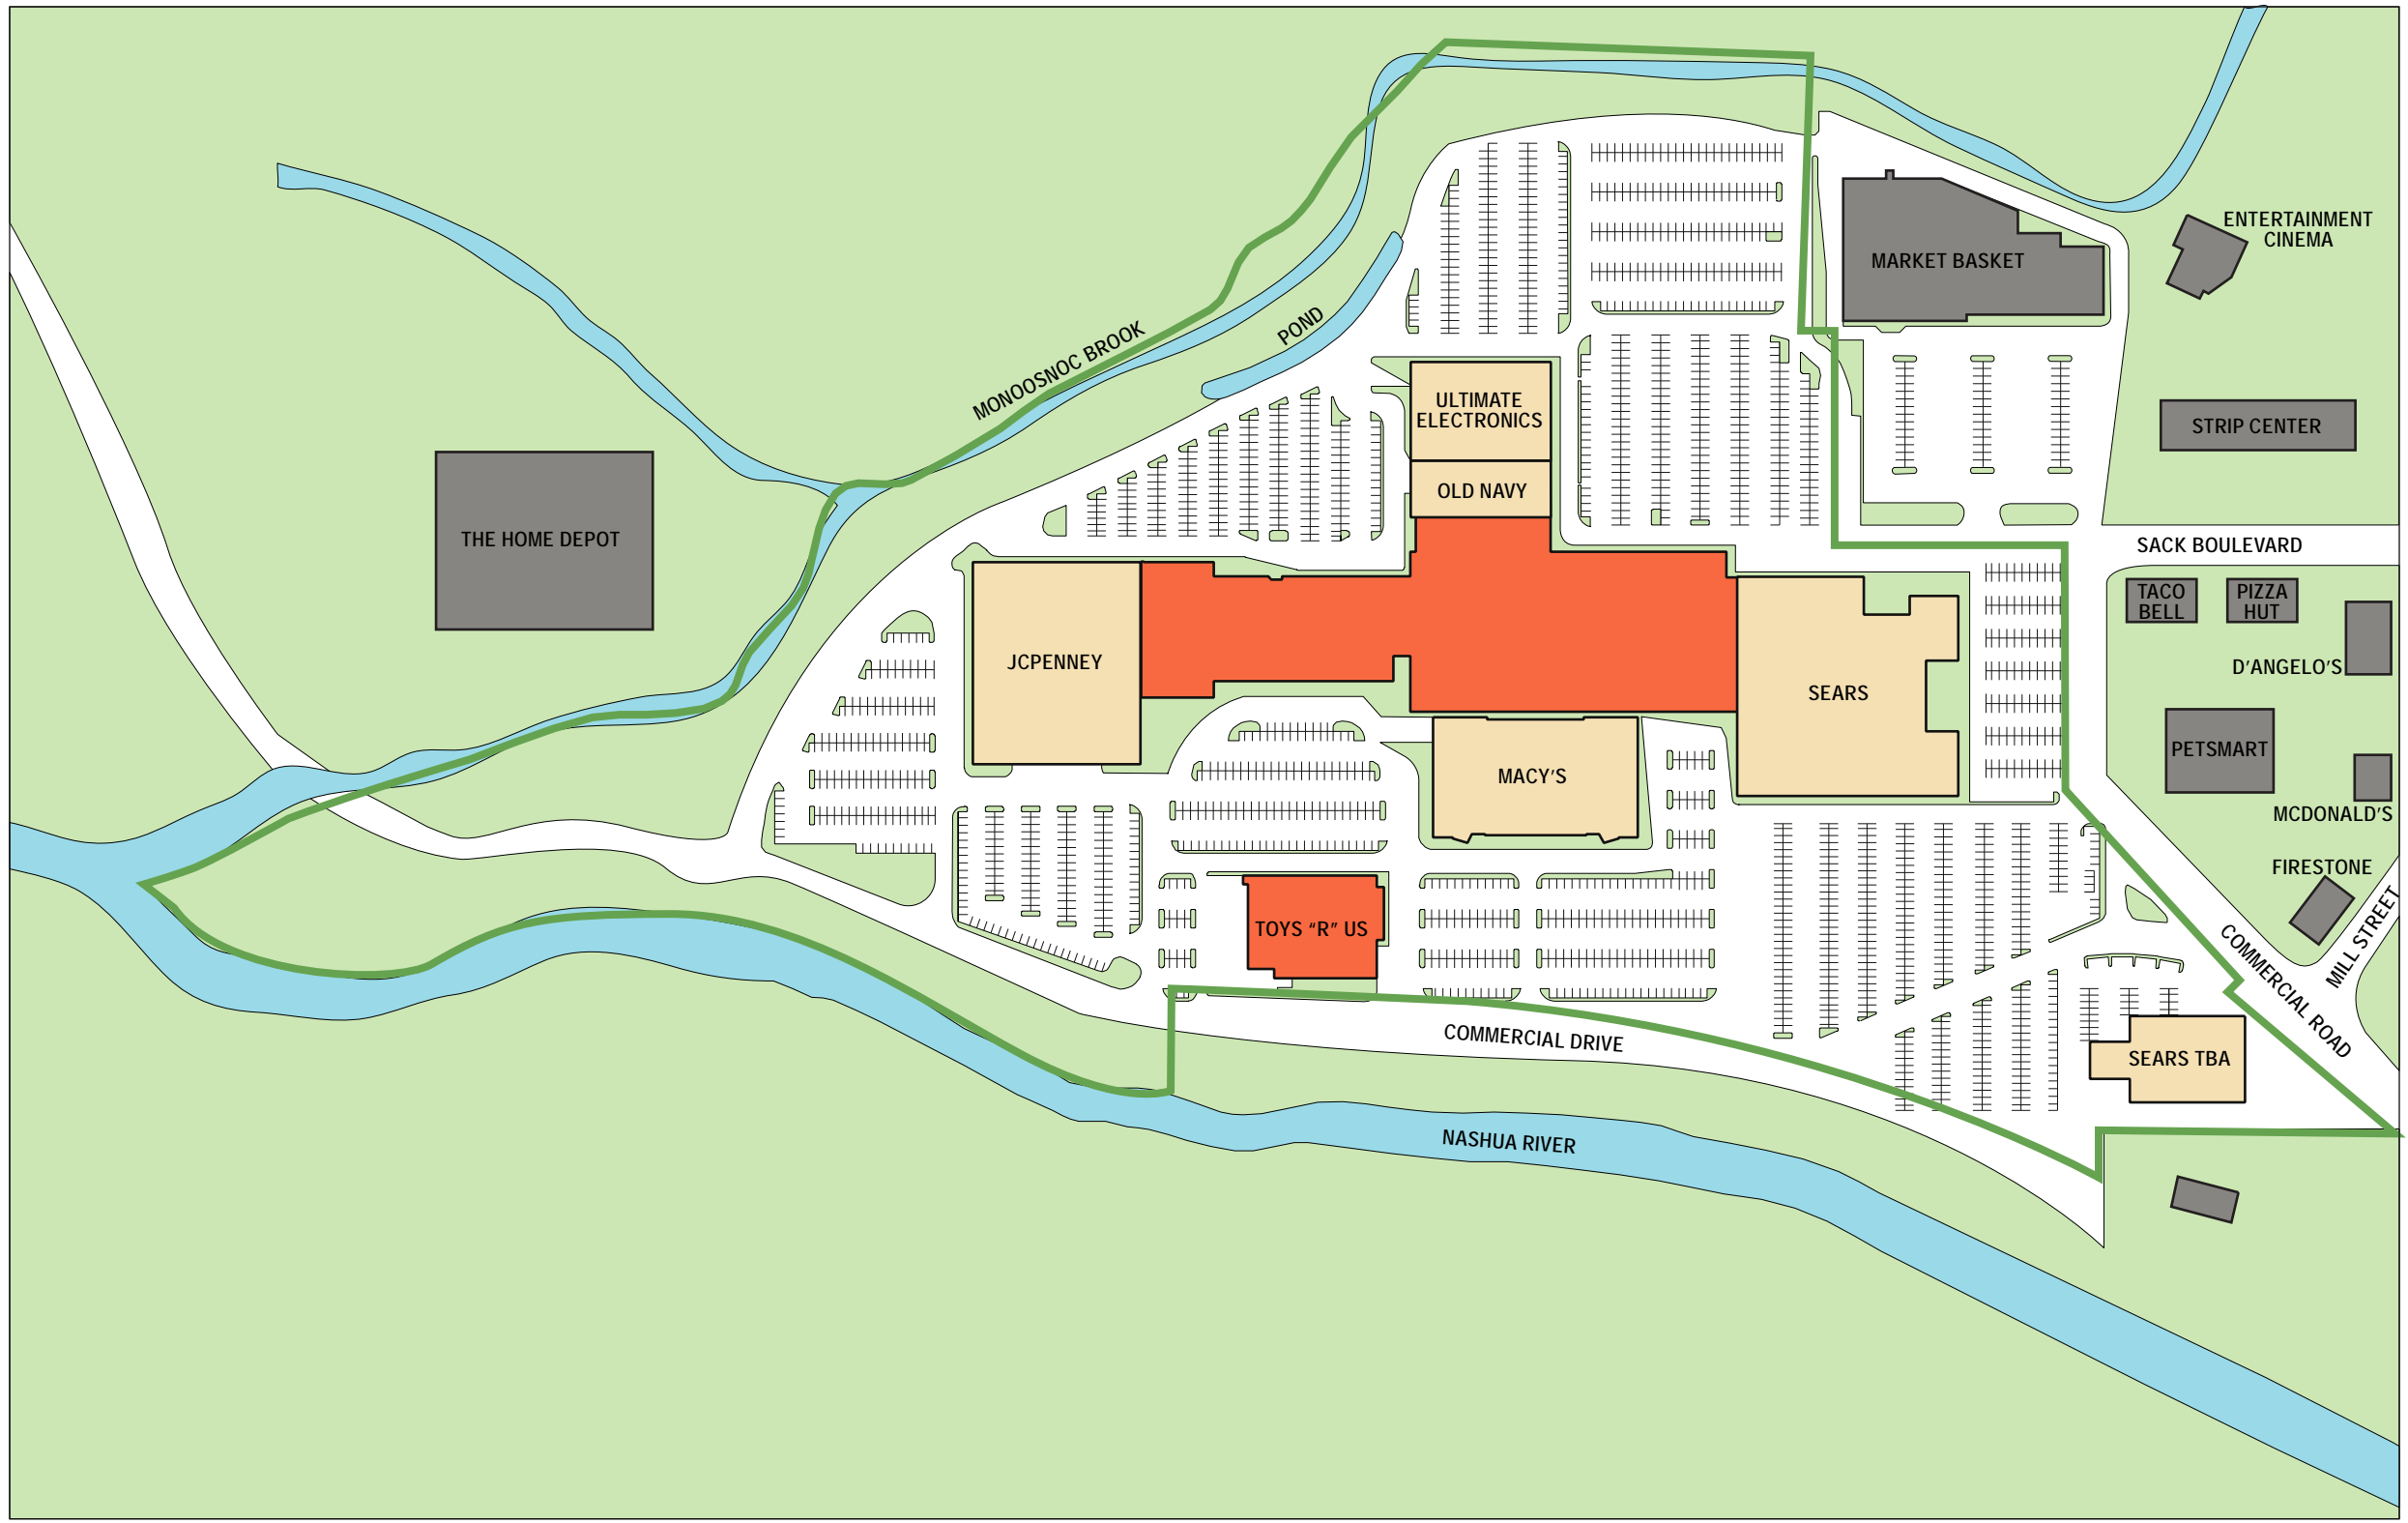 ENTERTAINMENT
CINEMA
MARKET BASKET
POND
MONOOSNOC BROOK
ULTIMATE
ELECTRONICS
STRIP CENTER
OLD NAVY
THE HOME DEPOT
SACK BOULEVARD
TACO
BELL
PIZZA
HUT
JCPENNEY
D'ANGELO'S
SEARS
PETSMART
MACY'S
MCDONALD'S
FIRESTONE
TOYS “R” US
MILL STREET
COMMERCIAL ROAD
COMMERCIAL DRIVE
SEARS TBA
NASHUA RIVER